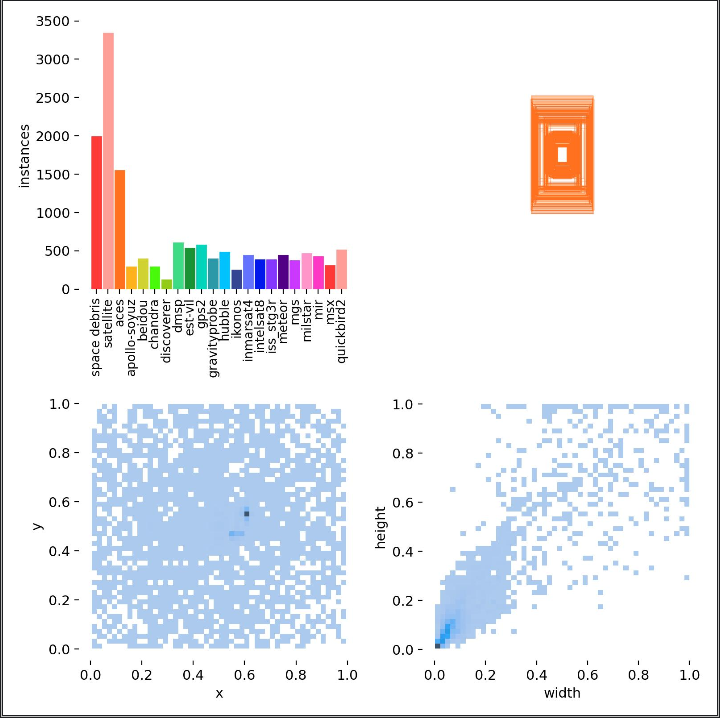 3500
3000
2500
2000
1500
1000
500
0
instances
space debris
satellite
aces
apollo-soyuz
beidou
chandra
discoverer
dmsp
est-vil
gps2
gravityprobe
hubble
ikonos
inmarsat4
intelsat8
iss_stg3r
meteor
mgs
milstar
mir
msx
quickbird2
1.0
0.8
0.6
0.4
0.2
0.0
y
0.0 0.2 0.4 0.6 0.8 1.0
x
1.0
0.8
0.6
0.4
0.2
0.0
height
0.0 0.2 0.4 0.6 0.8 1.0
width